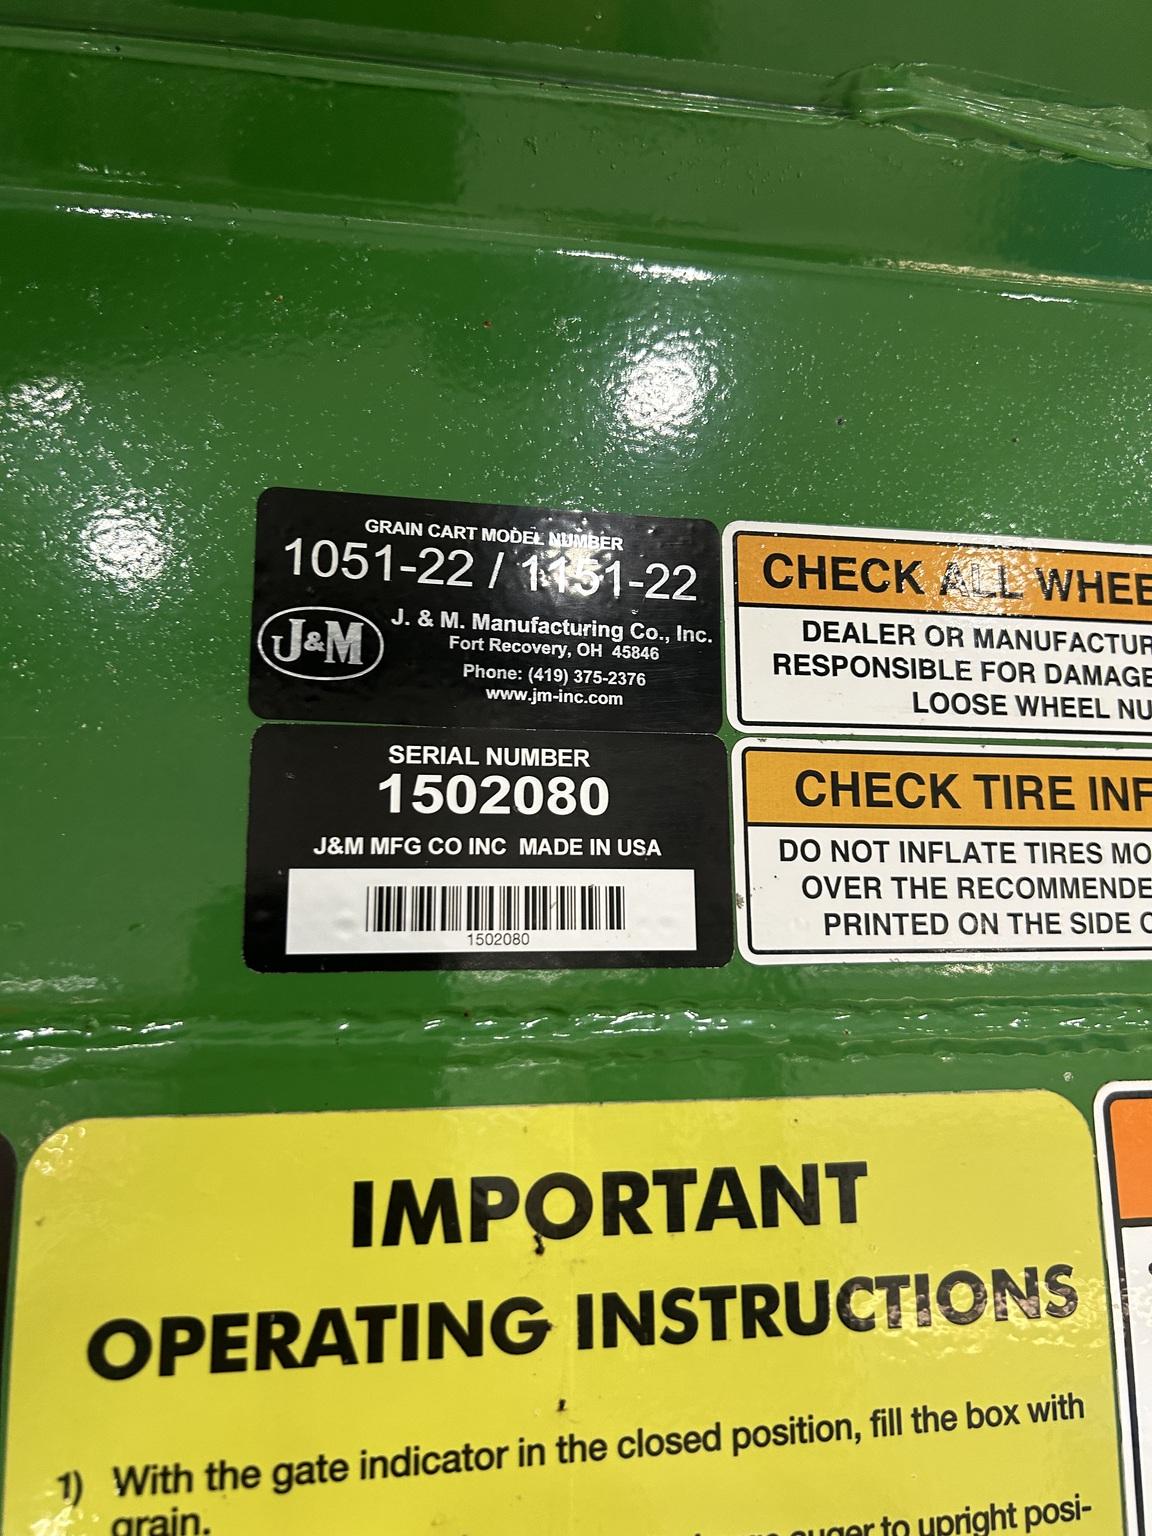 GRAIN CART MODEL NUMBER
1051-22 / 1151-22
J&M
J. & M. Manufacturing Co., Inc.
Fort Recovery, OH 45846
Phone: (419) 375-2376
www.jm-inc.com
SERIAL NUMBER
1502080
J&M MFG CO INC MADE IN USA
1502080
CHECK ALL WHEE
DEALER OR MANUFACTUR
RESPONSIBLE FOR DAMAGE
LOOSE WHEEL NU
CHECK TIRE INF
DO NOT INFLATE TIRES MO
OVER THE RECOMMENDE
PRINTED ON THE SIDE O
IMPORTANT
OPERATING INSTRUCTIONS
1) With the gate indicator in the closed position, fill the box with
grain.
auger to upright posi-